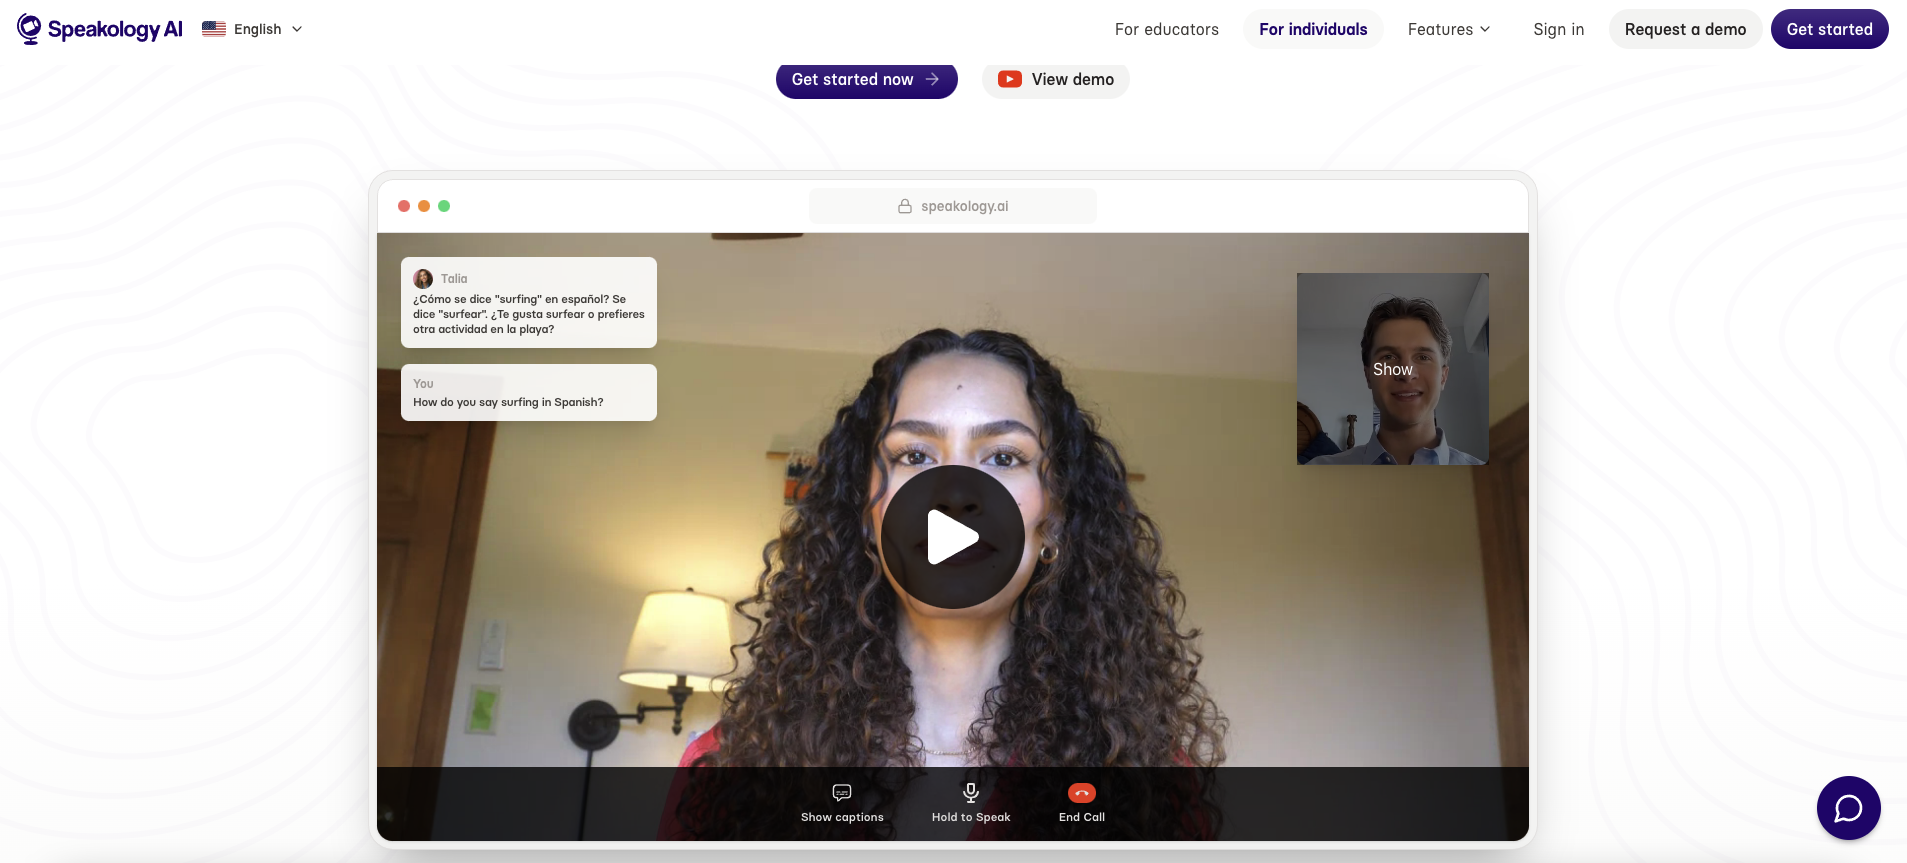 Speakology AI
English
For educators
For individuals
Features
Sign in
Request a demo
Get started
Get started now
View demo
speakology.ai
Talia
¿Cómo se dice "surfing" en español? Se
dice "surfear". ¿Te gusta surfear o prefieres
otra actividad en la playa?
You
How do you say surfing in Spanish?
Show
Show captions
Hold to Speak
End Call